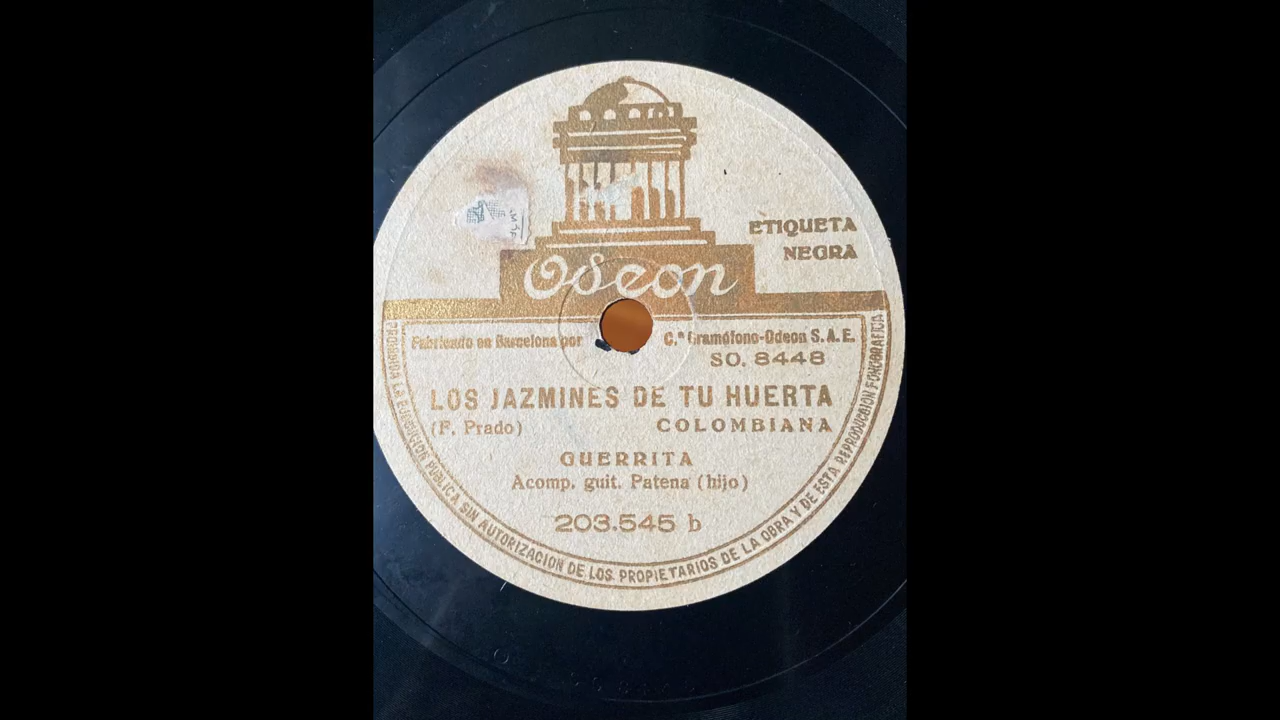 ETIQUETA
NEGRA
Odeon
Fabricado en Barcelona por C.ª Gramófono-Odeon S.A.E.
SO. 8448
LOS JAZMINES DE TU HUERTA
(F. Prado) COLOMBIANA
GUERRITA
Acomp. guit. Patena (hijo)
203.545 b
PROHIBIDA LA EJECUCION PUBLICA SIN AUTORIZACION DE LOS PROPIETARIOS DE LA OBRA Y DE ESTA REPRODUCCION FONOGRAFICA